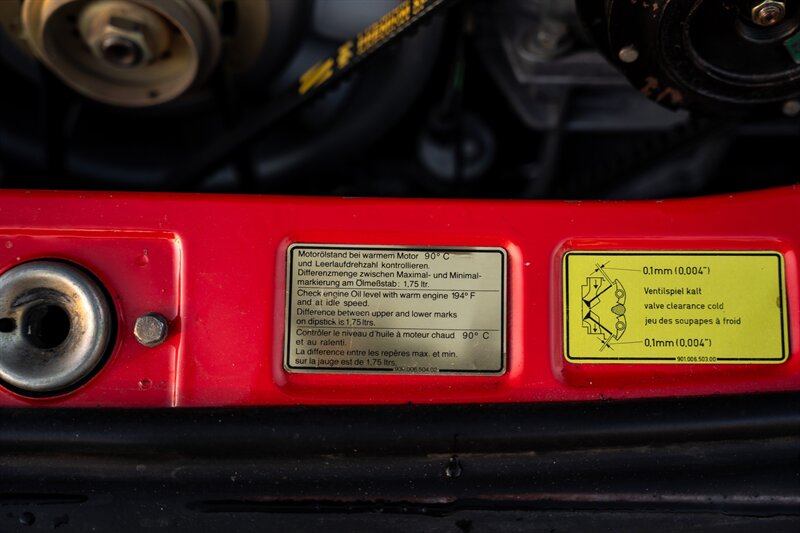 Motorölstand bei warmem Motor 90° C
und Leerlaufdrehzahl kontrollieren.
Differenzmenge zwischen Maximal- und Minimal-
markierung am Ölmeßstab: 1,75 ltr.
Check engine Oil level with warm engine 194° F
and at idle speed.
Difference between upper and lower marks
on dipstick is 1,75 ltrs.
Contrôler le niveau d'huile à moteur chaud 90° C
et au ralenti.
La difference entre les repères max. et min.
sur la jauge est de 1,75 ltrs.
930.006.504.02
0,1mm (0,004")
Ventilspiel kalt
valve clearance cold
jeu des soupapes à froid
0,1mm (0,004")
901.006.503.00